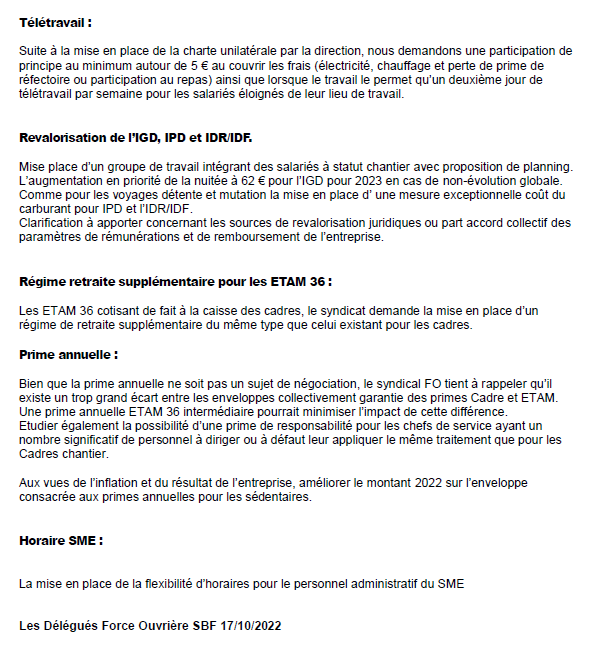 Télétravail :
Suite à la mise en place de la charte unilatérale par la direction, nous demandons une participation de
principe au minimum autour de 5 € au couvrir les frais (électricité, chauffage et perte de prime de
réfectoire ou participation au repas) ainsi que lorsque le travail le permet qu'un deuxième jour de
télétravail par semaine pour les salariés éloignés de leur lieu de travail.
Revalorisation de l'IGD, IPD et IDR/IDF.
Mise place d'un groupe de travail intégrant des salariés à statut chantier avec proposition de planning.
L'augmentation en priorité de la nuitée à 62 € pour l'IGD pour 2023 en cas de non-évolution globale.
Comme pour les voyages détente et mutation la mise en place d' une mesure exceptionnelle coût du
carburant pour IPD et l'IDR/IDF.
Clarification à apporter concernant les sources de revalorisation juridiques ou part accord collectif des
paramètres de rémunérations et de remboursement de l'entreprise.
Régime retraite supplémentaire pour les ETAM 36 :
Les ETAM 36 cotisant de fait à la caisse des cadres, le syndicat demande la mise en place d'un
régime de retraite supplémentaire du même type que celui existant pour les cadres.
Prime annuelle :
Bien que la prime annuelle ne soit pas un sujet de négociation, le syndical FO tient à rappeler qu'il
existe un trop grand écart entre les enveloppes collectivement garantie des primes Cadre et ETAM.
Une prime annuelle ETAM 36 intermédiaire pourrait minimiser l'impact de cette différence.
Etudier également la possibilité d'une prime de responsabilité pour les chefs de service ayant un
nombre significatif de personnel à diriger ou à défaut leur appliquer le même traitement que pour les
Cadres chantier.
Aux vues de l'inflation et du résultat de l'entreprise, améliorer le montant 2022 sur l'enveloppe
consacrée aux primes annuelles pour les sédentaires.
Horaire SME :
La mise en place de la flexibilité d'horaires pour le personnel administratif du SME
Les Délégués Force Ouvrière SBF 17/10/2022